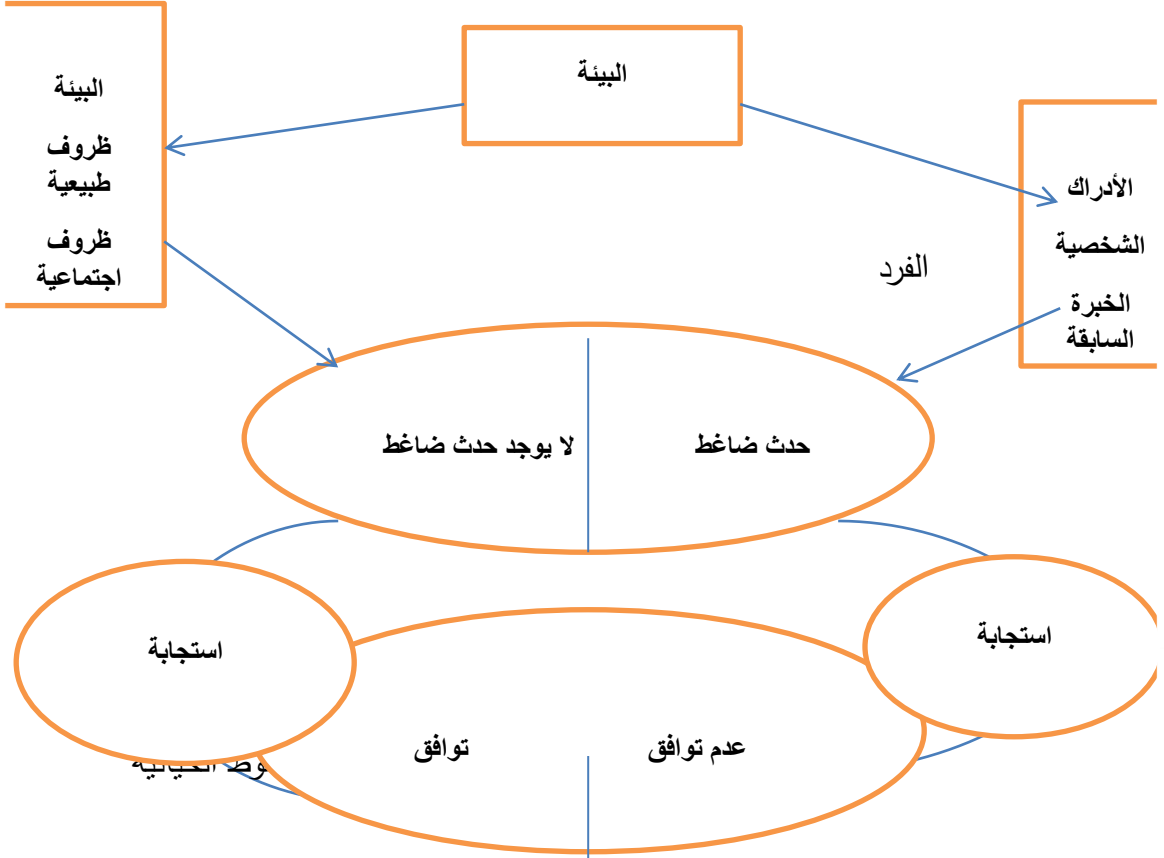 البيئة
الأدراك
الشخصية
الخبرة
السابقة
البيئة
ظروف
طبيعية
ظروف
اجتماعية
الفرد
حدث ضاغط
لا يوجد حدث ضاغط
استجابة
استجابة
عدم توافق
توافق